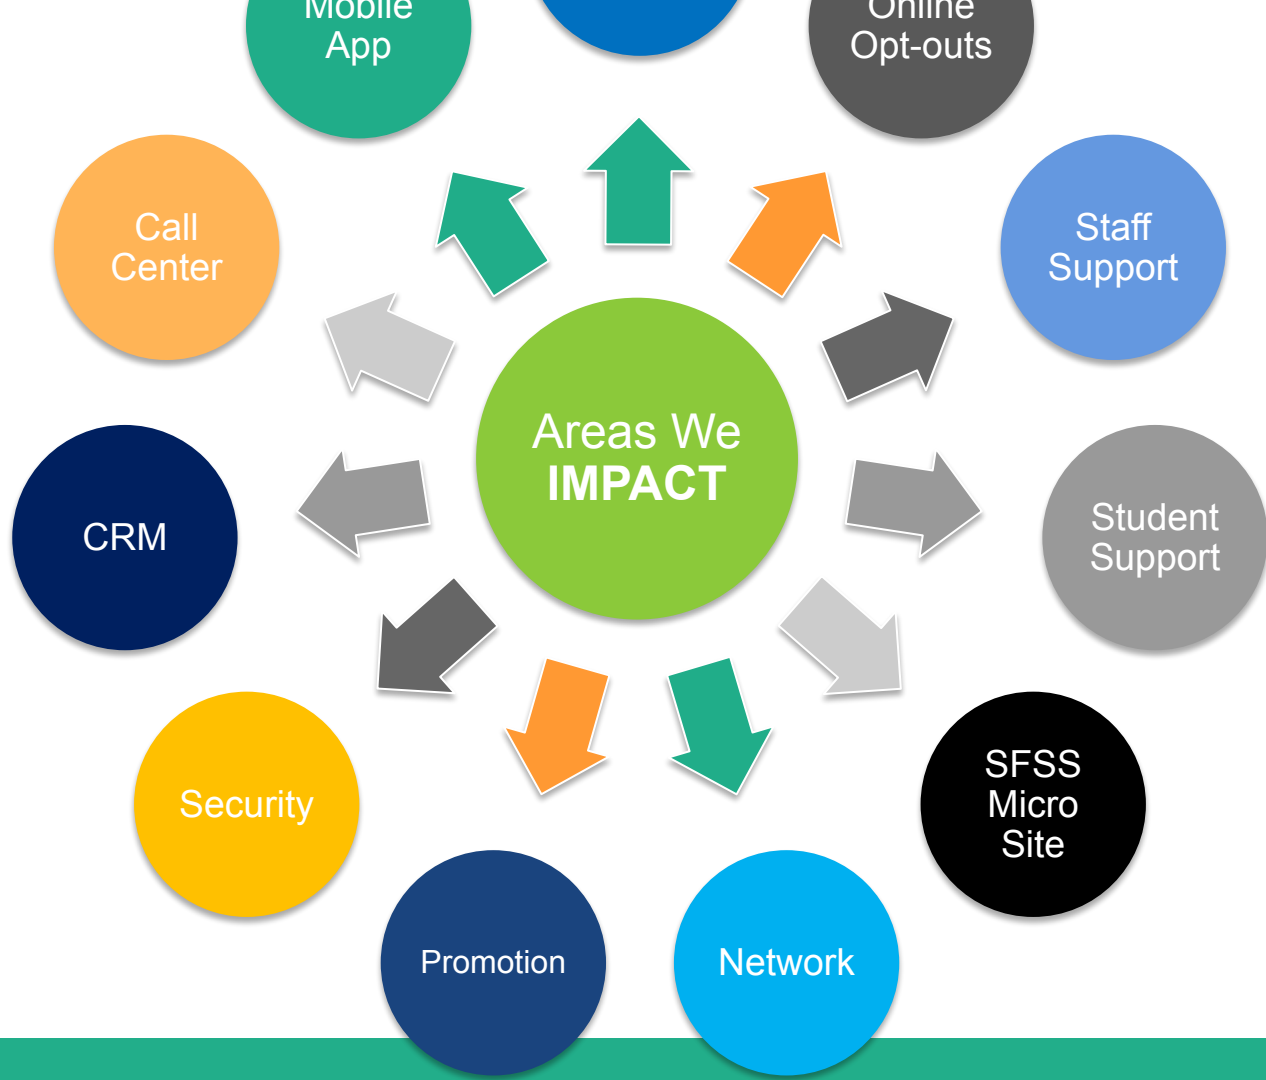 Mobile
App
Online
Opt-outs
Call
Center
Staff
Support
Areas We
IMPACT
CRM
Student
Support
Security
SFSS
Micro
Site
Promotion
Network